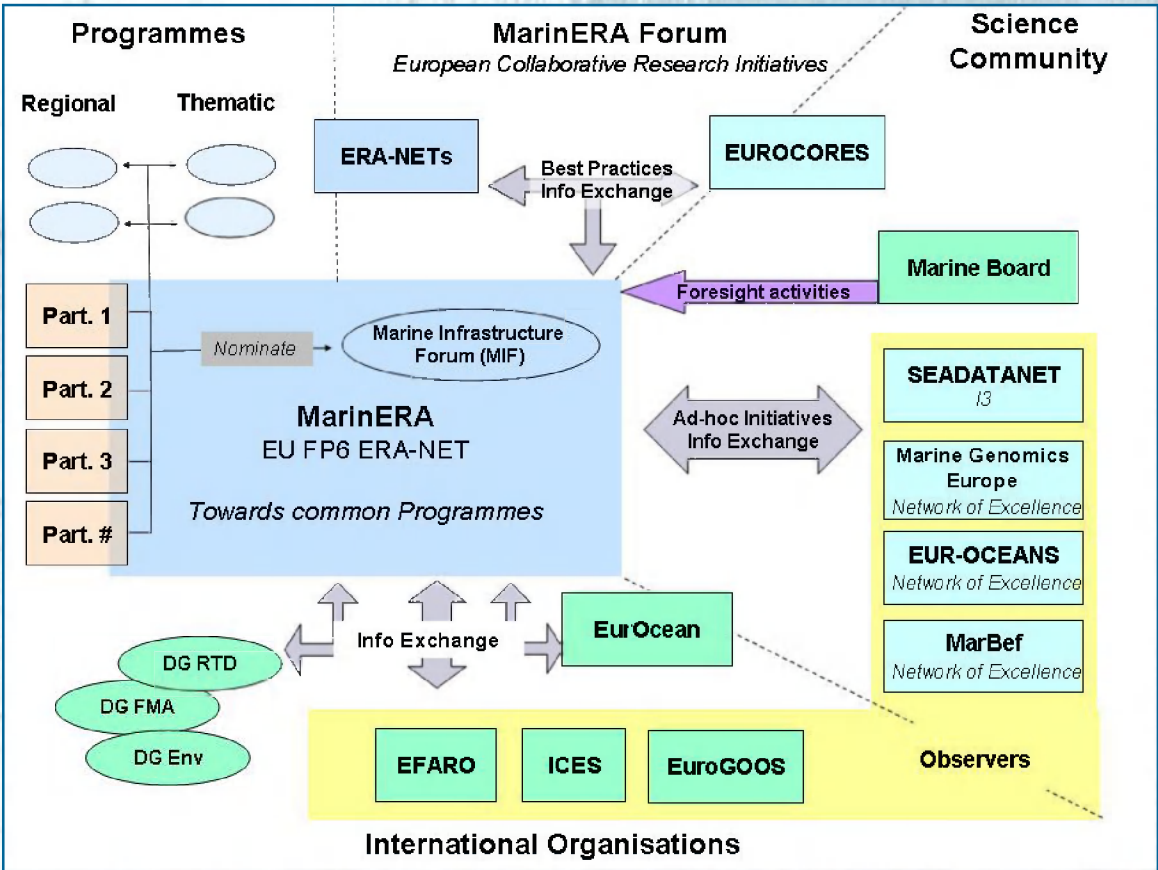 Programmes
MarinERA Forum
European Collaborative Research Initiatives
Science
Community
Regional
Thematic
ERA-NETs
Best Practices
Info Exchange
EUROCORES
Marine Board
Foresight activities
Part. 1
Part. 2
Part. 3
Part. #
Nominate
Marine Infrastructure
Forum (MIF)
MarinERA
EU FP6 ERA-NET
Towards common Programmes
Ad-hoc Initiatives
Info Exchange
SEADATANET
I3
Marine Genomics
Europe
Network of Excellence
EUR-OCEANS
Network of Excellence
MarBef
Network of Excellence
Info Exchange
EurOcean
DG RTD
DG FMA
DG Env
EFARO
ICES
EuroGOOS
Observers
International Organisations